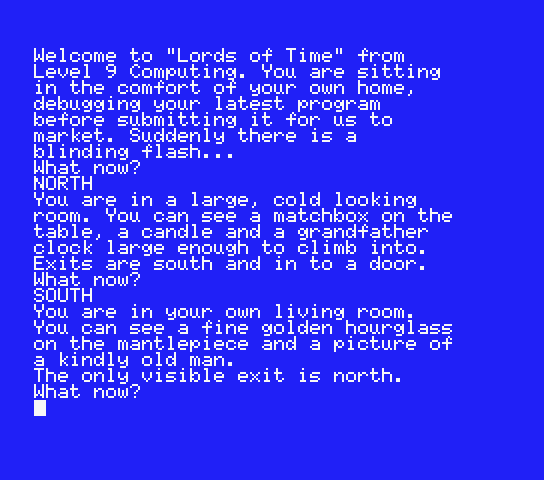 Welcome to "Lords of Time" from
Level 9 Computing. You are sitting
in the comfort of your own home,
debugging your latest program
before submitting it for us to
market. Suddenly there is a
blinding flash...
What now?
NORTH
You are in a large, cold looking
room. You can see a matchbox on the
table, a candle and a grandfather
clock large enough to climb into.
Exits are south and in to a door.
What now?
SOUTH
You are in your own living room.
You can see a fine golden hourglass
on the mantlepiece and a picture of
a kindly old man.
The only visible exit is north.
What now?